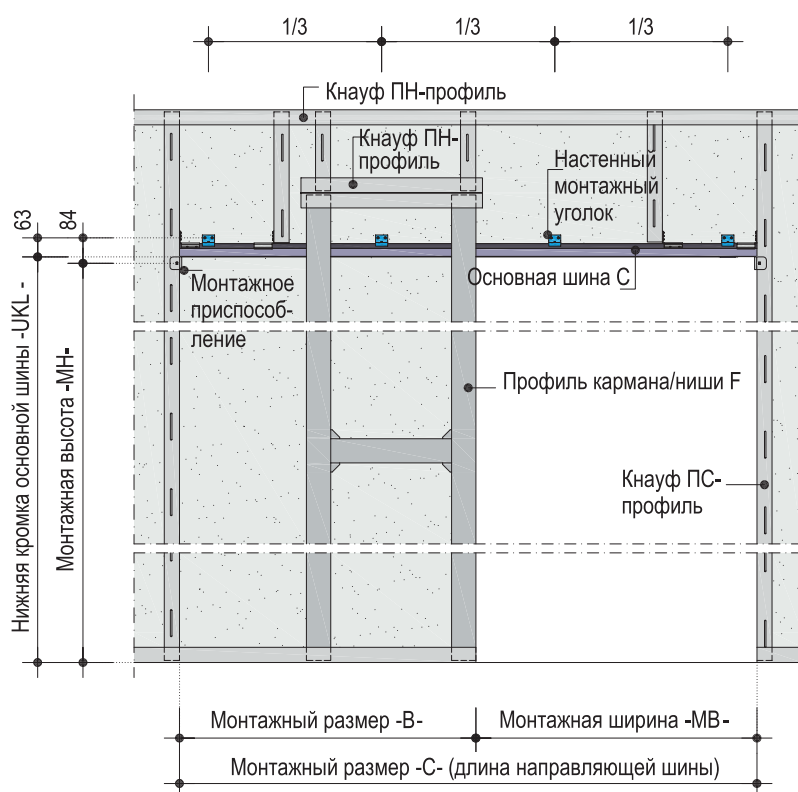 1/3
1/3
1/3
Кнауф ПН-профиль
Кнауф ПН-
профиль
Настенный
монтажный
уголок
63
84
Основная шина С
Монтажное
приспособ-
ление
Нижняя кромка основной шины -UKL -
Монтажная высота -МН-
Профиль кармана/ниши F
Кнауф ПС-
профиль
Монтажный размер -В-
Монтажная ширина -МВ-
Монтажный размер -С- (длина направляющей шины)